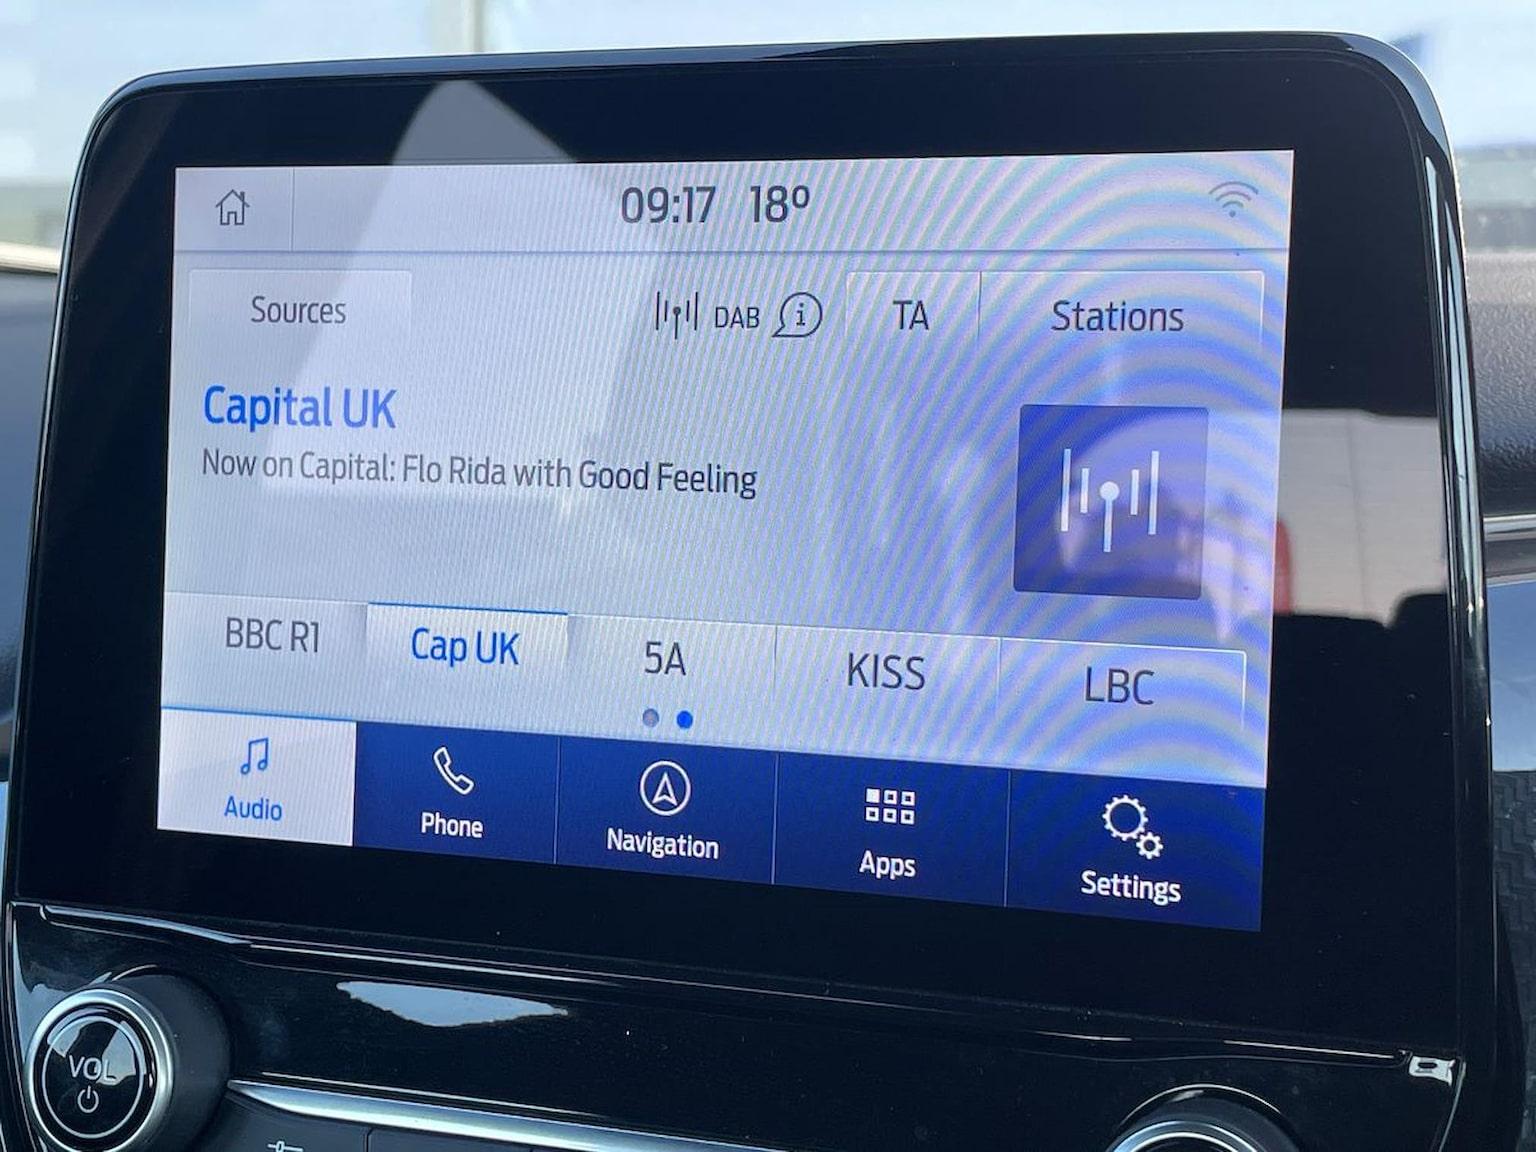 09:17 18º
Sources DAB i TA Stations
Capital UK
Now on Capital: Flo Rida with Good Feeling
BBC R1 Cap UK 5A KISS LBC
Audio Phone Navigation Apps Settings
VOL